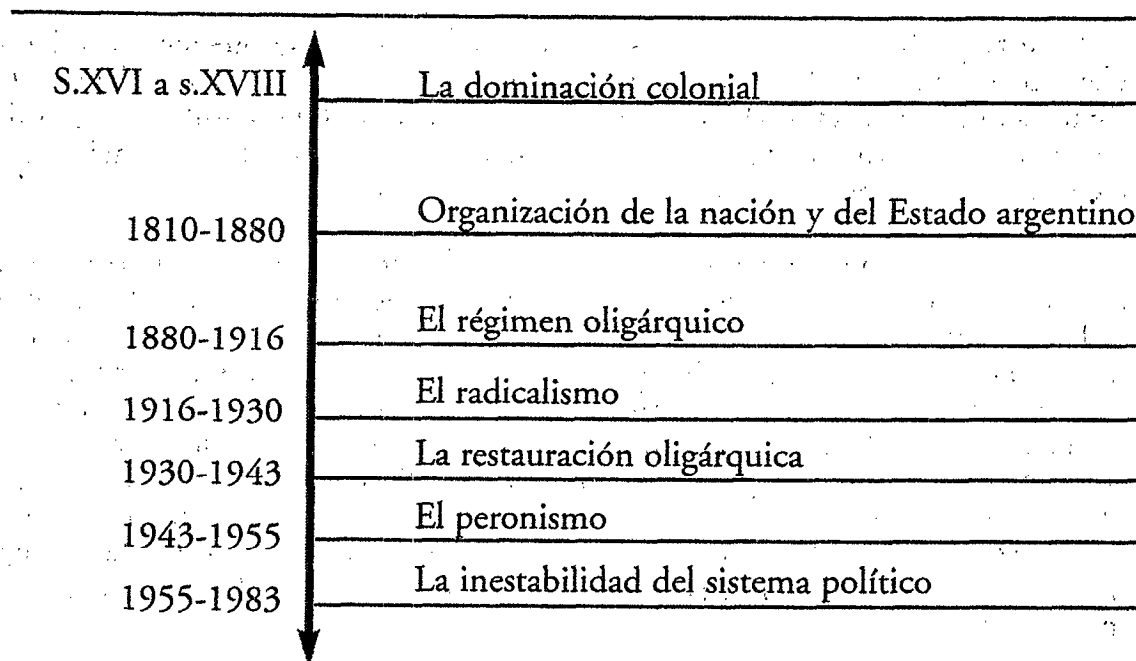 S.XVI a s.XVIII La dominación colonial
1810-1880 Organización de la nación y del Estado argentino
1880-1916 El régimen oligárquico
1916-1930 El radicalismo
1930-1943 La restauración oligárquica
1943-1955 El peronismo
1955-1983 La inestabilidad del sistema político